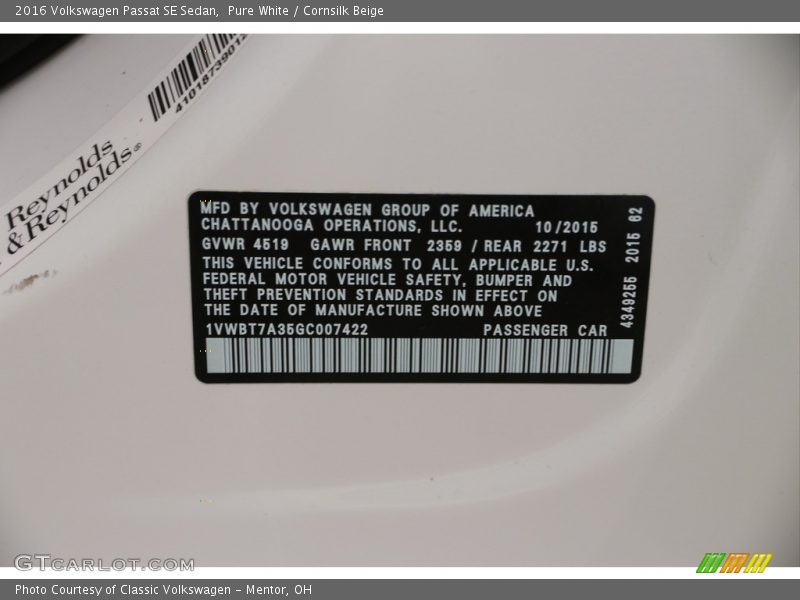 2016 Volkswagen Passat SE Sedan, Pure White / Cornsilk Beige
Reynolds
& Reynolds®
MFD BY VOLKSWAGEN GROUP OF AMERICA
CHATTANOOGA OPERATIONS, LLC. 10/2015
GVWR 4519 GAWR FRONT 2359 / REAR 2271 LBS
THIS VEHICLE CONFORMS TO ALL APPLICABLE U.S.
FEDERAL MOTOR VEHICLE SAFETY, BUMPER AND
THEFT PREVENTION STANDARDS IN EFFECT ON
THE DATE OF MANUFACTURE SHOWN ABOVE
1VWBT7A35GC007422 PASSENGER CAR
4349255 2015 62
GTCARLOT.COM
Photo Courtesy of Classic Volkswagen - Mentor, OH